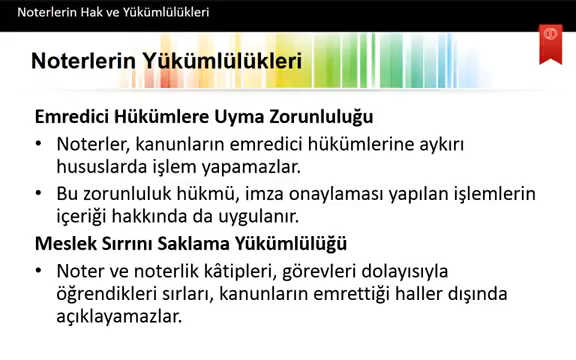 Noterlerin Hak ve Yükümlülükleri
Noterlerin Yükümlülükleri
Emredici Hükümlere Uyma Zorunluluğu
• Noterler, kanunların emredici hükümlerine aykırı
hususlarda işlem yapamazlar.
• Bu zorunluluk hükmü, imza onaylaması yapılan işlemlerin
içeriği hakkında da uygulanır.
Meslek Sırrını Saklama Yükümlülüğü
• Noter ve noterlik kâtipleri, görevleri dolayısıyla
öğrendikleri sırları, kanunların emrettiği haller dışında
açıklayamazlar.